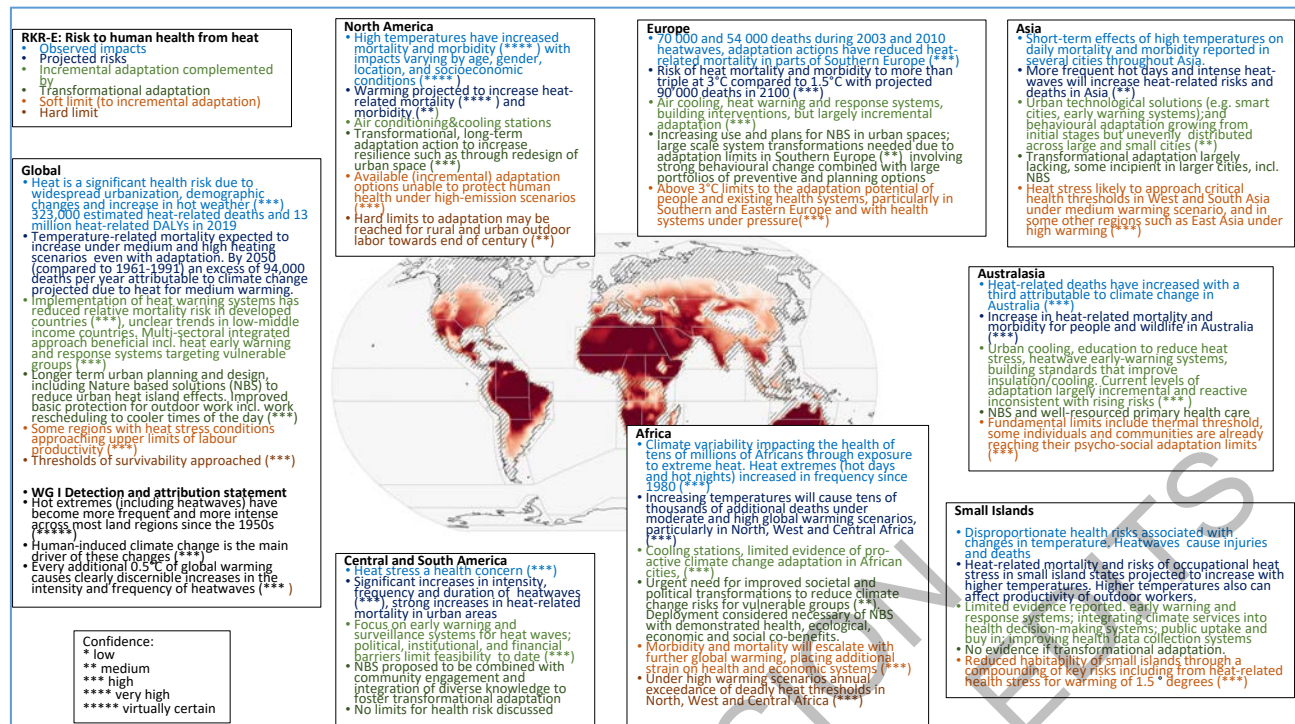 RKR-E: Risk to human health from heat
• Observed impacts
• Projected risks
• Incremental adaptation complemented
by
• Transformational adaptation
• Soft limit (to incremental adaptation)
• Hard limit
Global
• Heat is a significant health risk due to
widespread urbanization, demographic
changes and increase in hot weather (***)
323,000 estimated heat-related deaths and 13
million heat-related DALYs in 2019
• Temperature-related mortality expected to
increase under medium and high heating
scenarios even with adaptation. By 2050
(compared to 1961-1991) an excess of 94,000
deaths per year attributable to climate change
projected due to heat for medium warming.
• Implementation of heat warning systems has
reduced relative mortality risk in developed
countries (***), unclear trends in low-middle
income countries. Multi-sectoral integrated
approach beneficial incl. heat early warning
and response systems targeting vulnerable
groups (***)
• Longer term urban planning and design,
including Nature based solutions (NBS) to
reduce urban heat island effects. Improved
basic protection for outdoor work incl. work
rescheduling to cooler times of the day (***)
• Some regions with heat stress conditions
approaching upper limits of labour
productivity (***)
• Thresholds of survivability approached (***)
• WG I Detection and attribution statement
• Hot extremes (including heatwaves) have
become more frequent and more intense
across most land regions since the 1950s
(*****)
• Human-induced climate change is the main
driver of these changes (***)
• Every additional 0.5°C of global warming
causes clearly discernible increases in the
intensity and frequency of heatwaves (*** )
Confidence:
* low
** medium
*** high
**** very high
***** virtually certain
North America
• High temperatures have increased
mortality and morbidity (**** ) with
impacts varying by age, gender,
location, and socioeconomic
conditions (**** )
• Warming projected to increase heat-
related mortality (**** ) and
morbidity (**)
• Air conditioning&cooling stations
• Transformational, long-term
adaptation action to increase
resilience such as through redesign of
urban space (***)
• Available (incremental) adaptation
options unable to protect human
health under high-emission scenarios
(***)
• Hard limits to adaptation may be
reached for rural and urban outdoor
labor towards end of century (**)
Central and South America
• Heat stress a health concern (***)
• Significant increases in intensity,
frequency and duration of heatwaves
(***), strong increases in heat-related
mortality in urban areas
• Focus on early warning and
surveillance systems for heat waves;
political, institutional, and financial
barriers limit feasibility to date (***)
• NBS proposed to be combined with
community engagement and
integration of diverse knowledge to
foster transformational adaptation
• No limits for health risk discussed
Europe
• 70 000 and 54 000 deaths during 2003 and 2010
heatwaves, adaptation actions have reduced heat-
related mortality in parts of Southern Europe (***)
• Risk of heat mortality and morbidity to more than
triple at 3°C compared to 1.5°C with projected
90'000 deaths in 2100 (***)
• Air cooling, heat warning and response systems,
building interventions, but largely incremental
adaptation (***)
• Increasing use and plans for NBS in urban spaces;
large scale system transformations needed due to
adaptation limits in Southern Europe (**) involving
strong behavioural change combined with large
portfolios of preventive and planning options
• Above 3°C limits to the adaptation potential of
people and existing health systems, particularly in
Southern and Eastern Europe and with health
systems under pressure(***)
Africa
• Climate variability impacting the health of
tens of millions of Africans through exposure
to extreme heat. Heat extremes (hot days
and hot nights) increased in frequency since
1980 (***)
• Increasing temperatures will cause tens of
thousands of additional deaths under
moderate and high global warming scenarios,
particularly in North, West and Central Africa
(***)
• Cooling stations, limited evidence of pro-
active climate change adaptation in African
cities, (***)
• Urgent need for improved societal and
political transformations to reduce climate
change risks for vulnerable groups (**).
Deployment considered necessary of NBS
with demonstrated health, ecological,
economic and social co-benefits.
• Morbidity and mortality will escalate with
further global warming, placing additional
strain on health and economic systems (***)
• Under high warming scenarios annual
exceedance of deadly heat thresholds in
North, West and Central Africa (***)
Asia
• Short-term effects of high temperatures on
daily mortality and morbidity reported in
several cities throughout Asia.
• More frequent hot days and intense heat-
waves will increase heat-related risks and
deaths in Asia (**)
• Urban technological solutions (e.g. smart
cities, early warning systems);and
behavioural adaptation growing from
initial stages but unevenly distributed
across large and small cities (**)
• Transformational adaptation largely
lacking, some incipient in larger cities, incl.
NBS
• Heat stress likely to approach critical
health thresholds in West and South Asia
under medium warming scenario, and in
some other regions such as East Asia under
high warming (***)
Australasia
• Heat-related deaths have increased with a
third attributable to climate change in
Australia (***)
• Increase in heat-related mortality and
morbidity for people and wildlife in Australia
(***)
• Urban cooling, education to reduce heat
stress, heatwave early-warning systems,
building standards that improve
insulation/cooling. Current levels of
adaptation largely incremental and reactive
inconsistent with rising risks (*** )
• NBS and well-resourced primary health care
• Fundamental limits include thermal threshold,
some individuals and communities are already
reaching their psycho-social adaptation limits
(***)
Small Islands
• Disproportionate health risks associated with
changes in temperature. Heatwaves cause injuries
and deaths
• Heat-related mortality and risks of occupational heat
stress in small island states projected to increase with
higher temperatures. Higher temperatures also can
affect productivity of outdoor workers.
• Limited evidence reported. early warning and
response systems; integrating climate services into
health decision-making systems; public uptake and
buy in improving health data collection systems
• No evidence if transformational adaptation.
• Reduced habitability of small islands through a
compounding of key risks including from heat-related
health stress for warming of 1.5 ° degrees (***)
EDITS